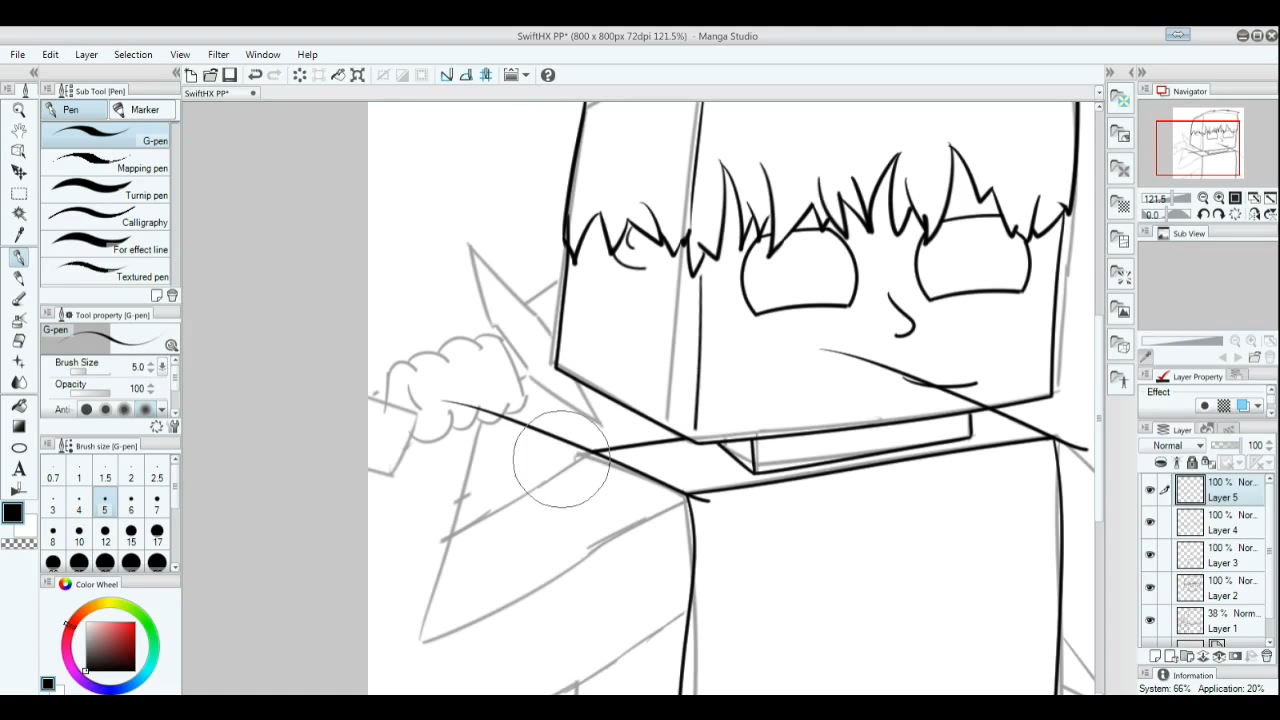 SwiftHX PP* (800 x 800px 72dpi 121.5%) - Manga Studio
File Edit Layer Selection View Filter Window Help
Sub Tool [Pen]
SwiftHX PP*
Navigator
Pen Marker
G-pen
Mapping pen
Turnip pen
Calligraphy
For effect line
Textured pen
121.5
0.0
Sub View
Tool property [G-pen]
G-pen
Brush Size 5.0
Opacity 100
Anti-
Brush size [G-pen]
0.7 1 1.5 2 2.5
3 4 5 6 7
8 10 12 15 17
Color Wheel
Layer Property
Effect
Layer
Normal 100
100 % Nor...
Layer 5
100 % Nor...
Layer 4
100 % Nor...
Layer 3
100 % Nor...
Layer 2
38 % Norm...
Layer 1
Information
System: 66% Application: 20%